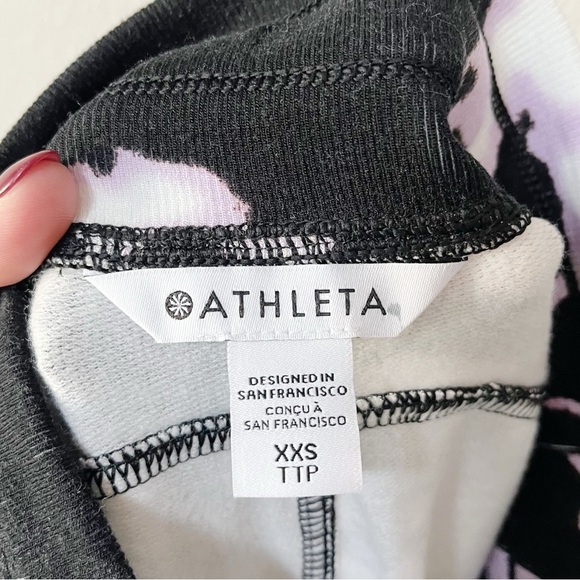 ATHLETA
DESIGNED IN
SAN FRANCISCO
CONÇU À
SAN FRANCISCO
XXS
TTP